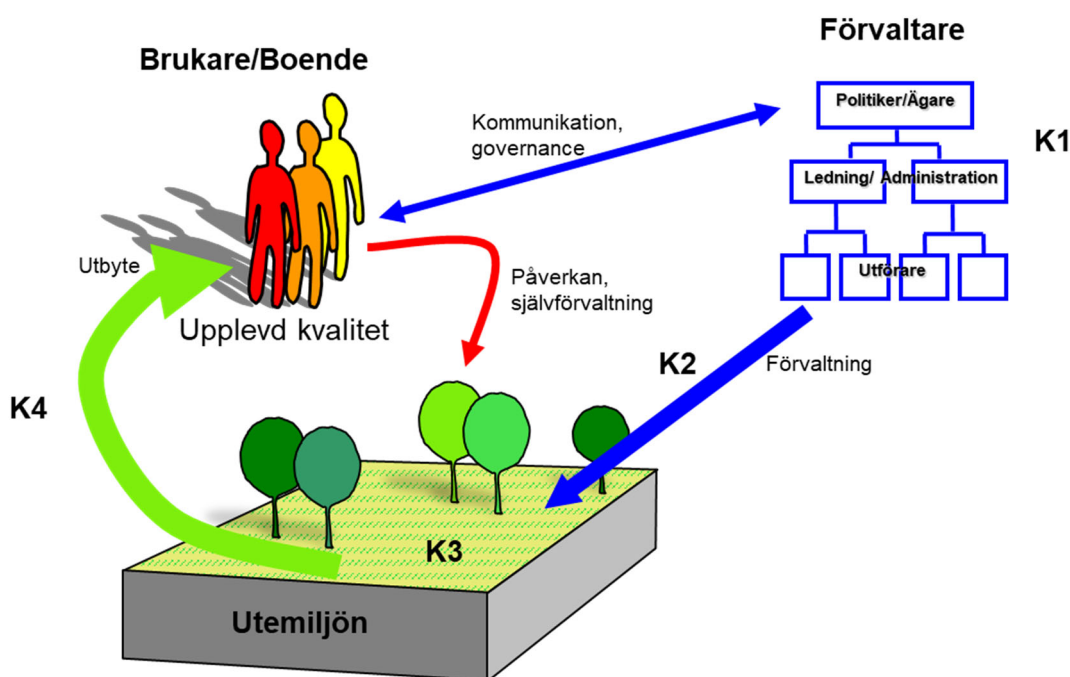 Förvaltare
Brukare/Boende
Politiker/Ägare
Kommunikation,
governance
K1
Ledning/ Administration
Utbyte
Utförare
Påverkan,
självförvaltning
Upplevd kvalitet
K2
Förvaltning
K4
K3
Utemiljön